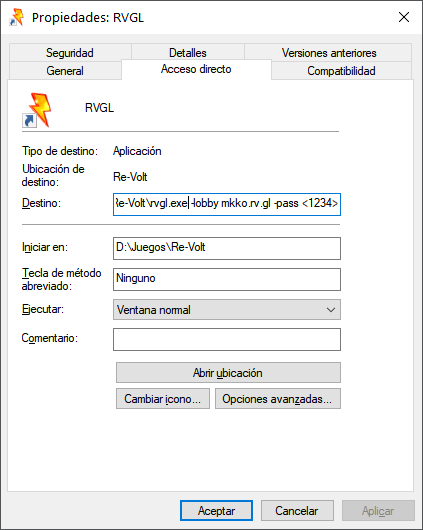 Propiedades: RVGL
Seguridad Detalles Versiones anteriores
General Acceso directo Compatibilidad
RVGL
Tipo de destino: Aplicación
Ubicación de destino: Re-Volt
Destino: Re-Volt\rvgl.exe -lobby mkko.rv.gl -pass <1234>
Iniciar en: D:\Juegos\Re-Volt
Tecla de método abreviado: Ninguno
Ejecutar: Ventana normal
Comentario:
Abrir ubicación
Cambiar icono... Opciones avanzadas...
Aceptar Cancelar Aplicar